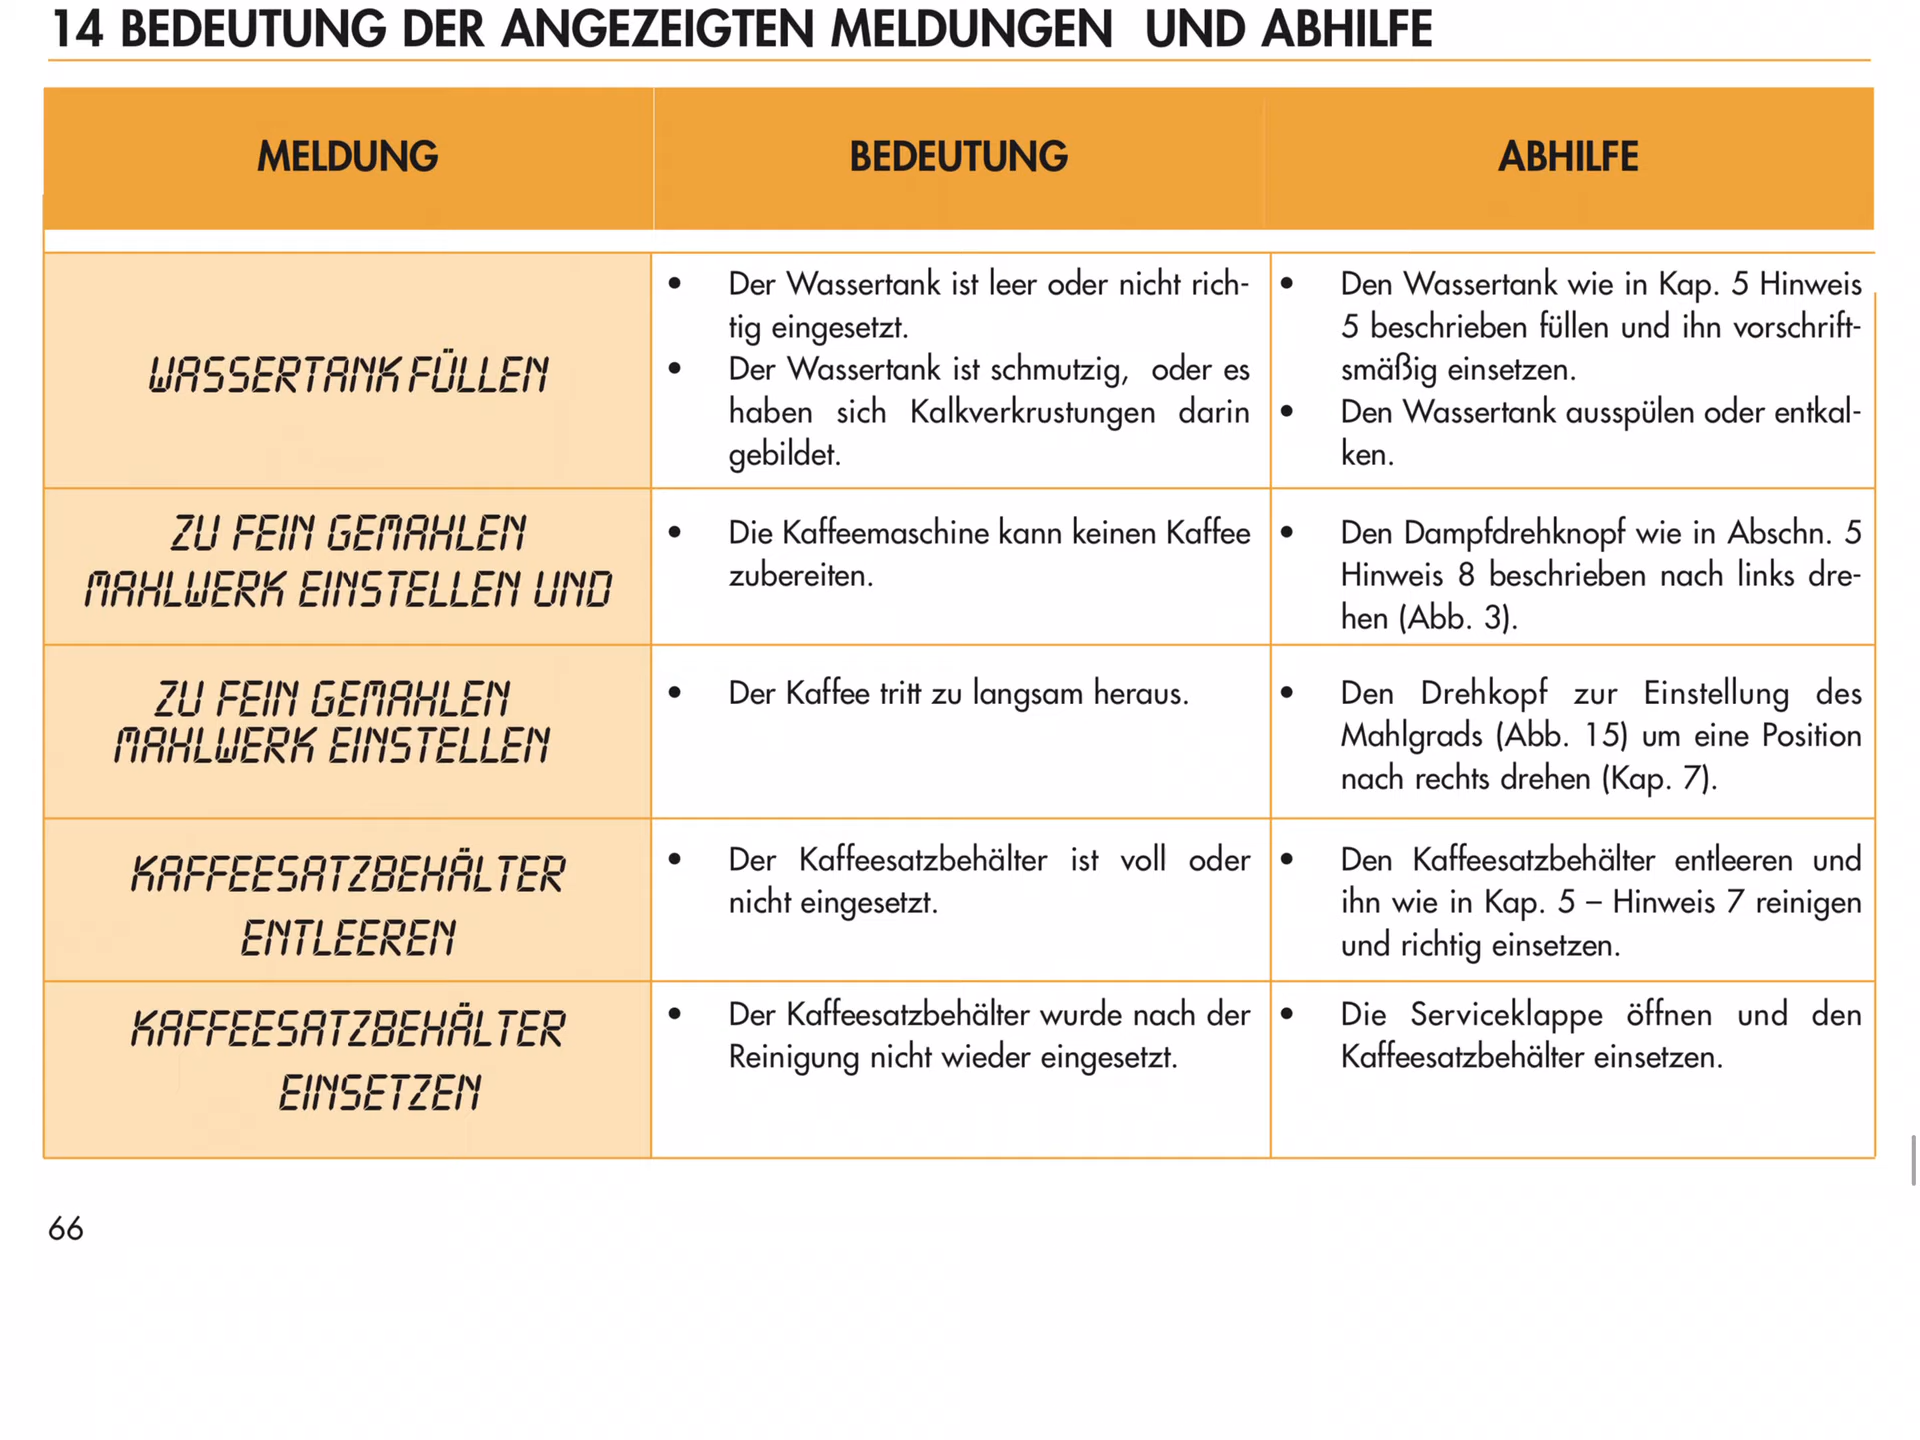 14 BEDEUTUNG DER ANGEZEIGTEN MELDUNGEN UND ABHILFE
MELDUNG
BEDEUTUNG
ABHILFE
WASSERTANK FÜLLEN
• Der Wassertank ist leer oder nicht rich-
tig eingesetzt.
• Der Wassertank ist schmutzig, oder es
haben sich Kalkverkrustungen darin
gebildet.
• Den Wassertank wie in Kap. 5 Hinweis
5 beschrieben füllen und ihn vorschrift-
smäßig einsetzen.
• Den Wassertank ausspülen oder entkal-
ken.
ZU FEIN GEMAHLEN
MAHLWERK EINSTELLEN UND
• Die Kaffeemaschine kann keinen Kaffee
zubereiten.
• Den Dampfdrehknopf wie in Abschn. 5
Hinweis 8 beschrieben nach links dre-
hen (Abb. 3).
ZU FEIN GEMAHLEN
MAHLWERK EINSTELLEN
• Der Kaffee tritt zu langsam heraus.
• Den Drehkopf zur Einstellung des
Mahlgrads (Abb. 15) um eine Position
nach rechts drehen (Kap. 7).
KAFFEESATZBEHÄLTER
ENTLEEREN
• Der Kaffeesatzbehälter ist voll oder
nicht eingesetzt.
• Den Kaffeesatzbehälter entleeren und
ihn wie in Kap. 5 – Hinweis 7 reinigen
und richtig einsetzen.
KAFFEESATZBEHÄLTER
EINSETZEN
• Der Kaffeesatzbehälter wurde nach der
Reinigung nicht wieder eingesetzt.
• Die Serviceklappe öffnen und den
Kaffeesatzbehälter einsetzen.
66